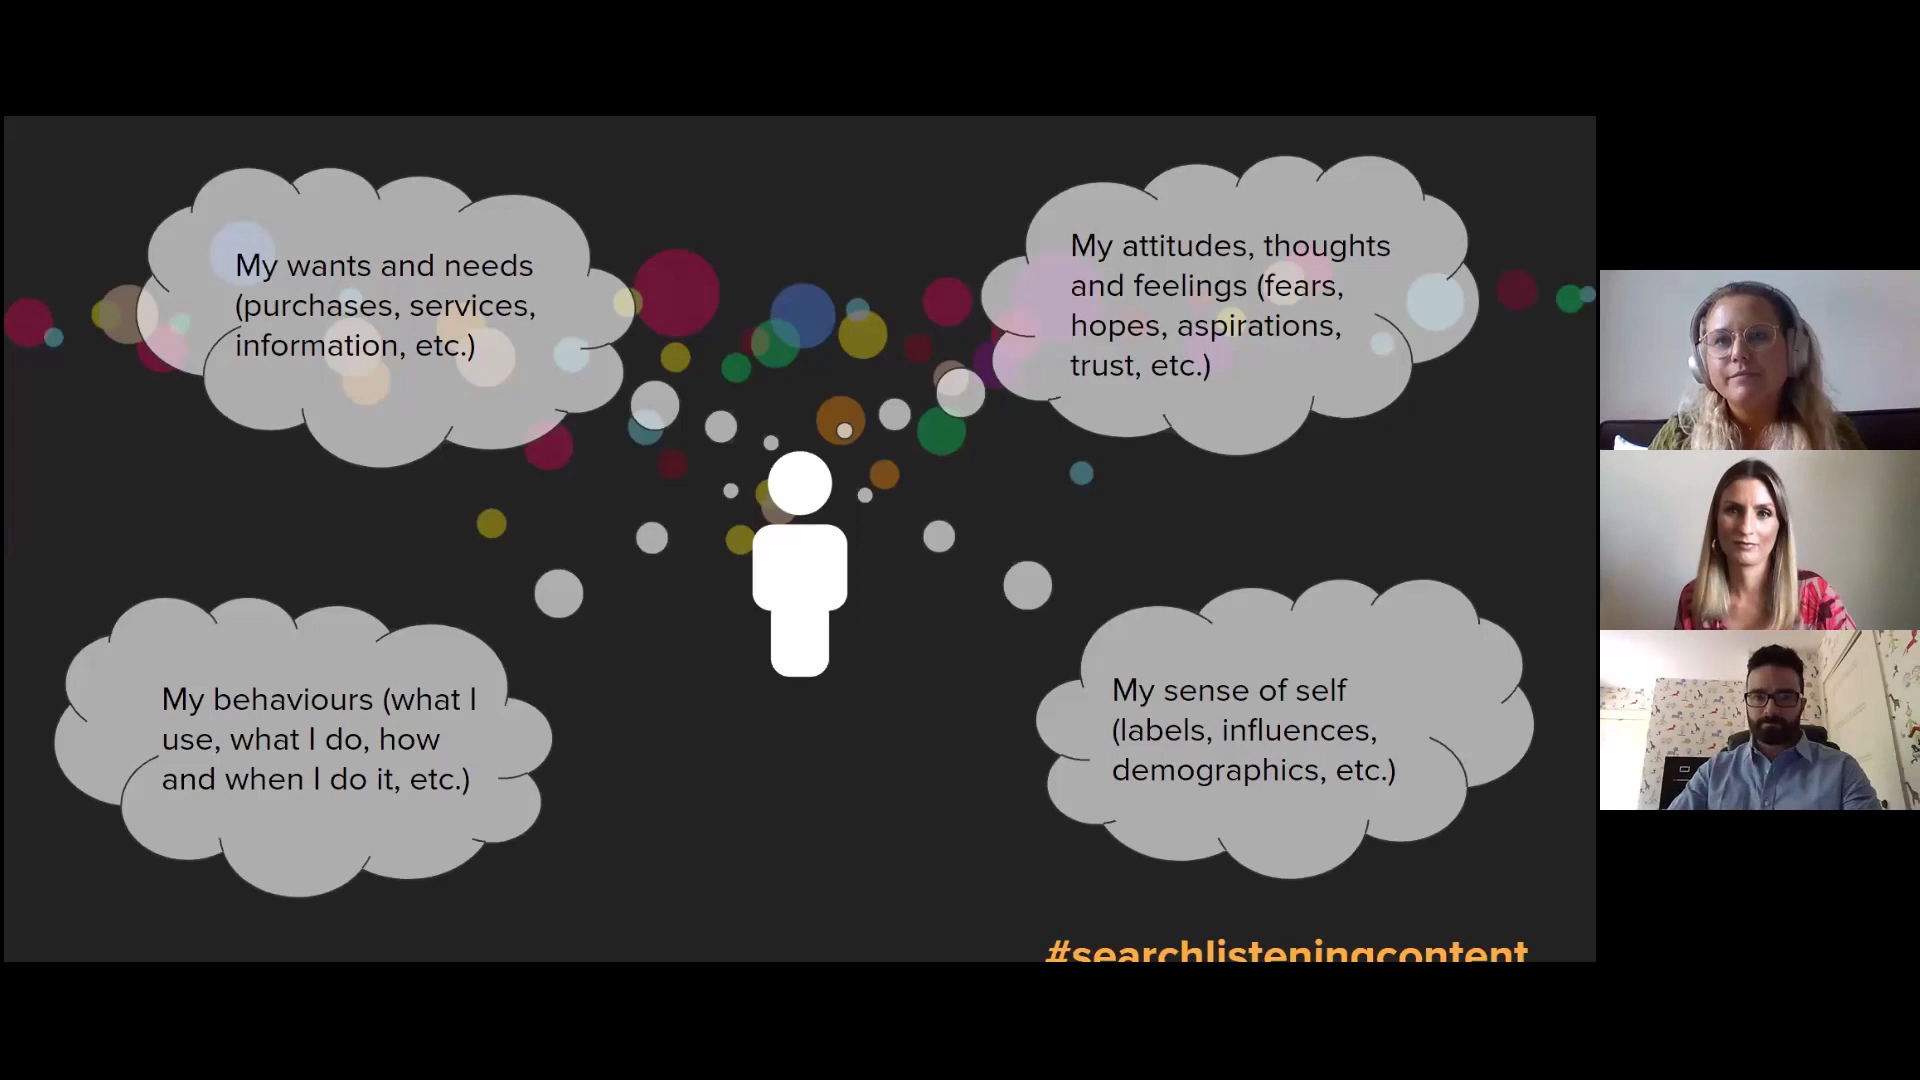 My wants and needs
(purchases, services,
information, etc.)
My attitudes, thoughts
and feelings (fears,
hopes, aspirations,
trust, etc.)
My behaviours (what I
use, what I do, how
and when I do it, etc.)
My sense of self
(labels, influences,
demographics, etc.)
#searchlisteningcontent